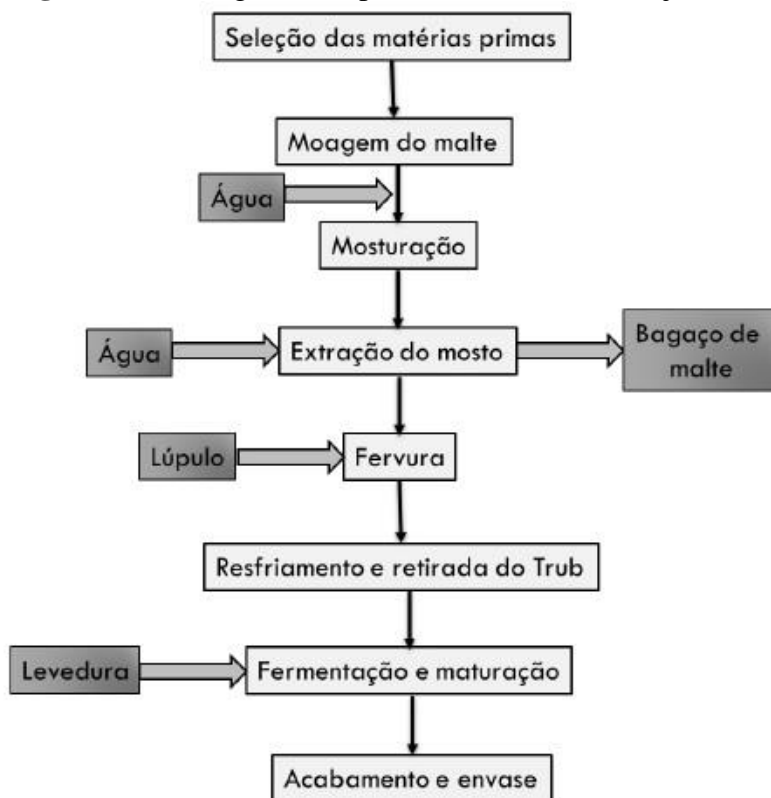 Seleção das matérias primas
Moagem do malte
Água
Mosturação
Água
Extração do mosto
Bagaço de
malte
Lúpulo
Fervura
Resfriamento e retirada do Trub
Levedura
Fermentação e maturação
Acabamento e envase